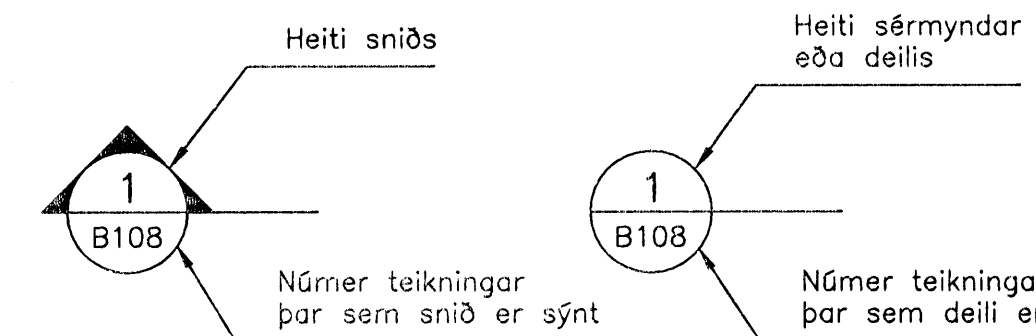 Heiti sniðs
1
B108
Númer teikningar
þar sem snið er sýnt
Heiti sérmyndar
eða deilis
1
B108
Númer teikninga
þar sem deili e